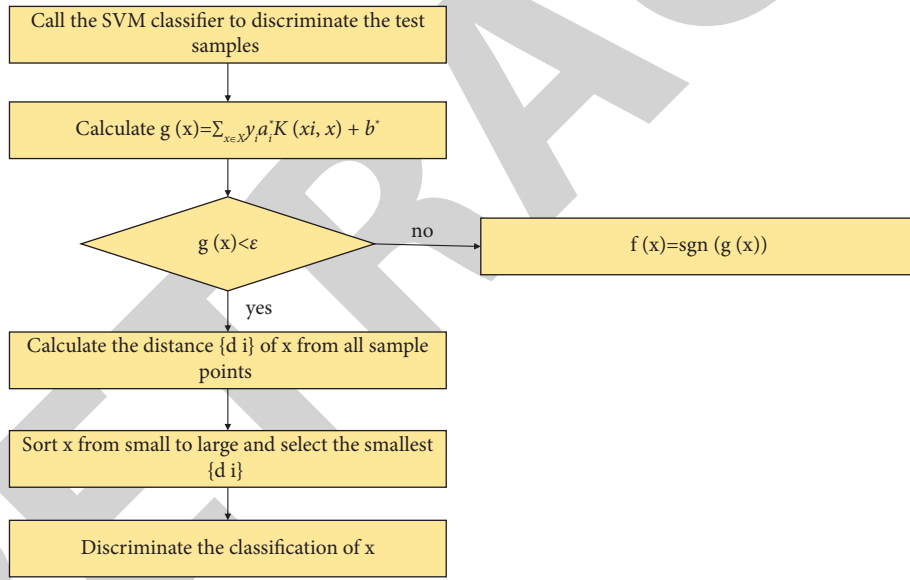 Call the SVM classifier to discriminate the test
samples
Calculate g (x)=∑x∈X yi ai* K (xi, x) + b*
g (x)<ε
no
f (x)=sgn (g (x))
yes
Calculate the distance {d i} of x from all sample
points
Sort x from small to large and select the smallest
{d i}
Discriminate the classification of x